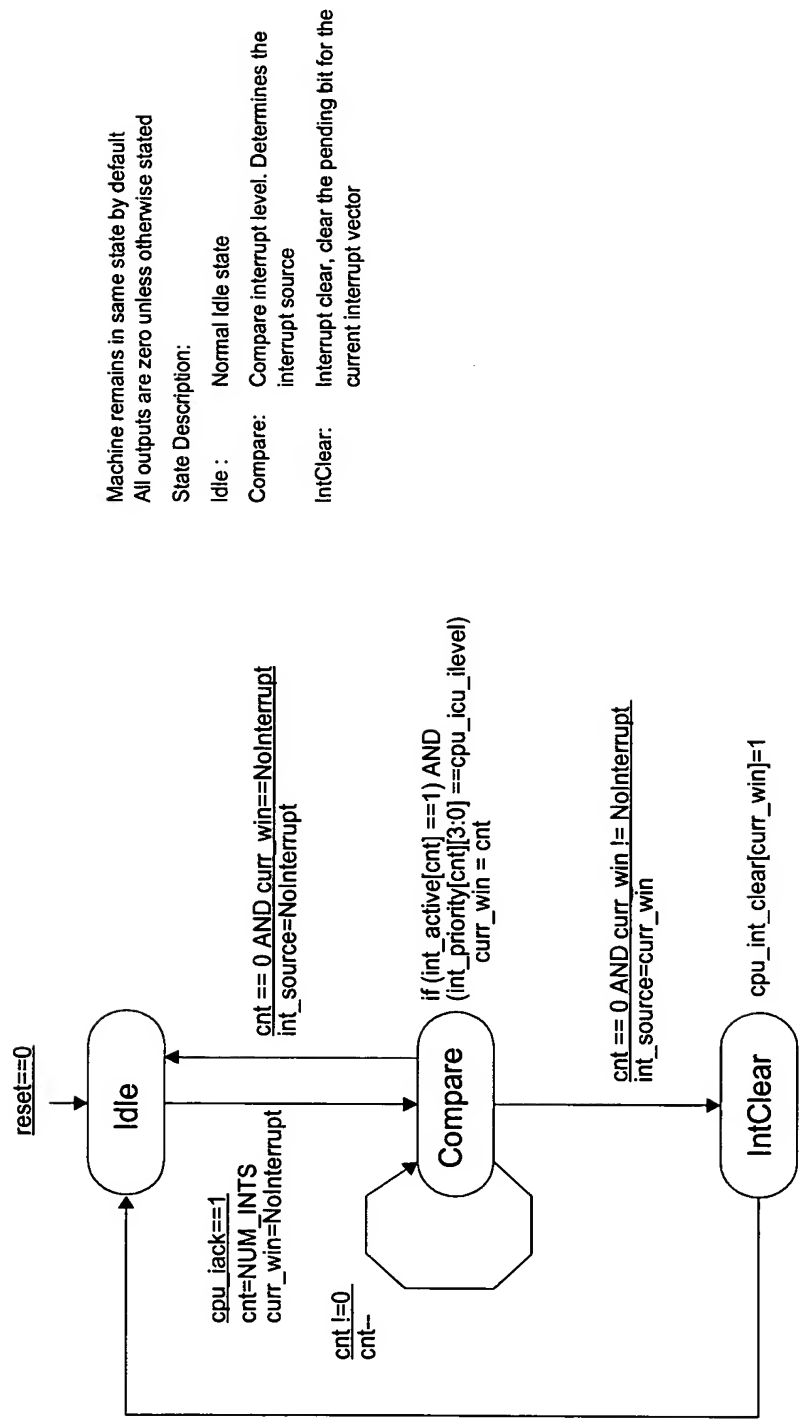 reset==0
Idle
cpu_iack==1
cnt=NUM_INTS
curr_win=NoInterrupt
cnt == 0 AND curr_win==NoInterrupt
int_source=NoInterrupt
cnt !=0
cnt--
Compare
if (int_active[cnt] ==1) AND
(int_priority[cnt][3:0] ==cpu_icu_ilevel)
curr_win = cnt
cnt == 0 AND curr_win != NoInterrupt
int_source=curr_win
IntClear
cpu_int_clear[curr_win]=1
Machine remains in same state by default
All outputs are zero unless otherwise stated
State Description:
Idle : Normal Idle state
Compare: Compare interrupt level. Determines the
interrupt source
IntClear: Interrupt clear, clear the pending bit for the
current interrupt vector